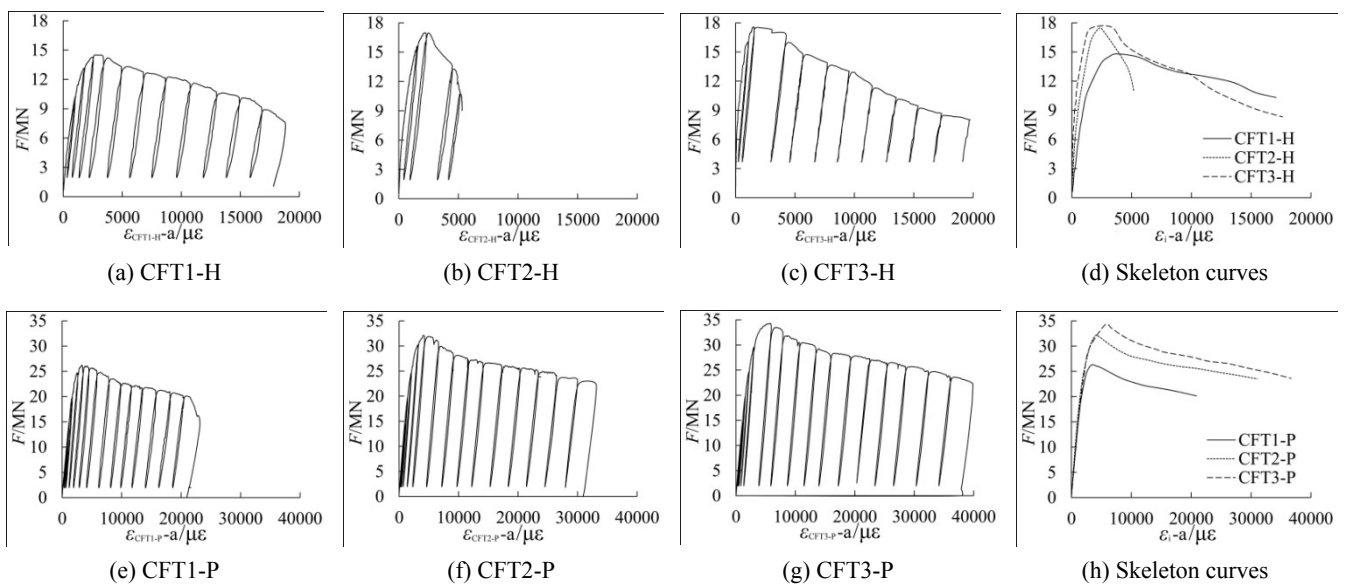 F/MN
18
15
12
9
6
3
0
0 5000 10000 15000 20000
εCFT1-H-a/με
(a) CFT1-H
F/MN
18
15
12
9
6
3
0
0 5000 10000 15000 20000
εCFT2-H-a/με
(b) CFT2-H
F/MN
18
15
12
9
6
3
0
0 5000 10000 15000 20000
εCFT3-H-a/με
(c) CFT3-H
F/MN
18
15
12
9
6
3
0
CFT1-H
CFT2-H
CFT3-H
0 5000 10000 15000 20000
εi-a/με
(d) Skeleton curves
F/MN
35
30
25
20
15
10
5
0
0 10000 20000 30000 40000
εCFT1-P-a/με
(e) CFT1-P
F/MN
35
30
25
20
15
10
5
0
0 10000 20000 30000 40000
εCFT2-P-a/με
(f) CFT2-P
F/MN
35
30
25
20
15
10
5
0
0 10000 20000 30000 40000
εCFT3-P-a/με
(g) CFT3-P
F/MN
35
30
25
20
15
10
5
0
CFT1-P
CFT2-P
CFT3-P
0 10000 20000 30000 40000
εi-a/με
(h) Skeleton curves